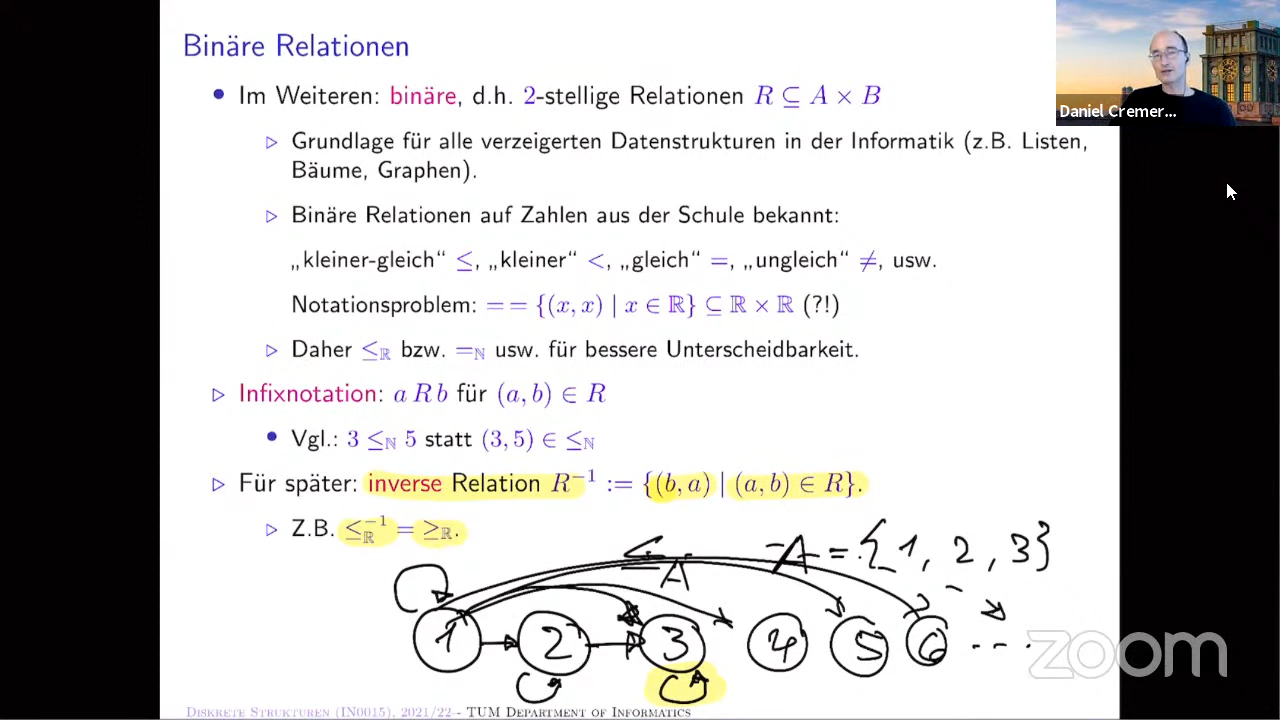 Binäre Relationen
• Im Weiteren: binäre, d.h. 2-stellige Relationen R ⊆ A × B
▷ Grundlage für alle verzeigerten Datenstrukturen in der Informatik (z.B. Listen,
Bäume, Graphen).
▷ Binäre Relationen auf Zahlen aus der Schule bekannt:
„kleiner-gleich“ ≤, „kleiner“ <, „gleich“ =, „ungleich“ ≠, usw.
Notationsproblem: = = {(x, x) | x ∈ ℝ} ⊆ ℝ × ℝ (?!)
▷ Daher ≤ℝ bzw. =ℕ usw. für bessere Unterscheidbarkeit.
▷ Infixnotation: a R b für (a, b) ∈ R
• Vgl.: 3 ≤ℕ 5 statt (3, 5) ∈ ≤ℕ
▷ Für später: inverse Relation R⁻¹ := {(b, a) | (a, b) ∈ R}.
▷ Z.B. ≤ℝ⁻¹ = ≥ℝ.
≤A A = {1, 2, 3}
1 2 3 4 5 6 ...
Diskrete Strukturen (IN0015), 2021/22 - TUM Department of Informatics
Daniel Cremer...
zoom